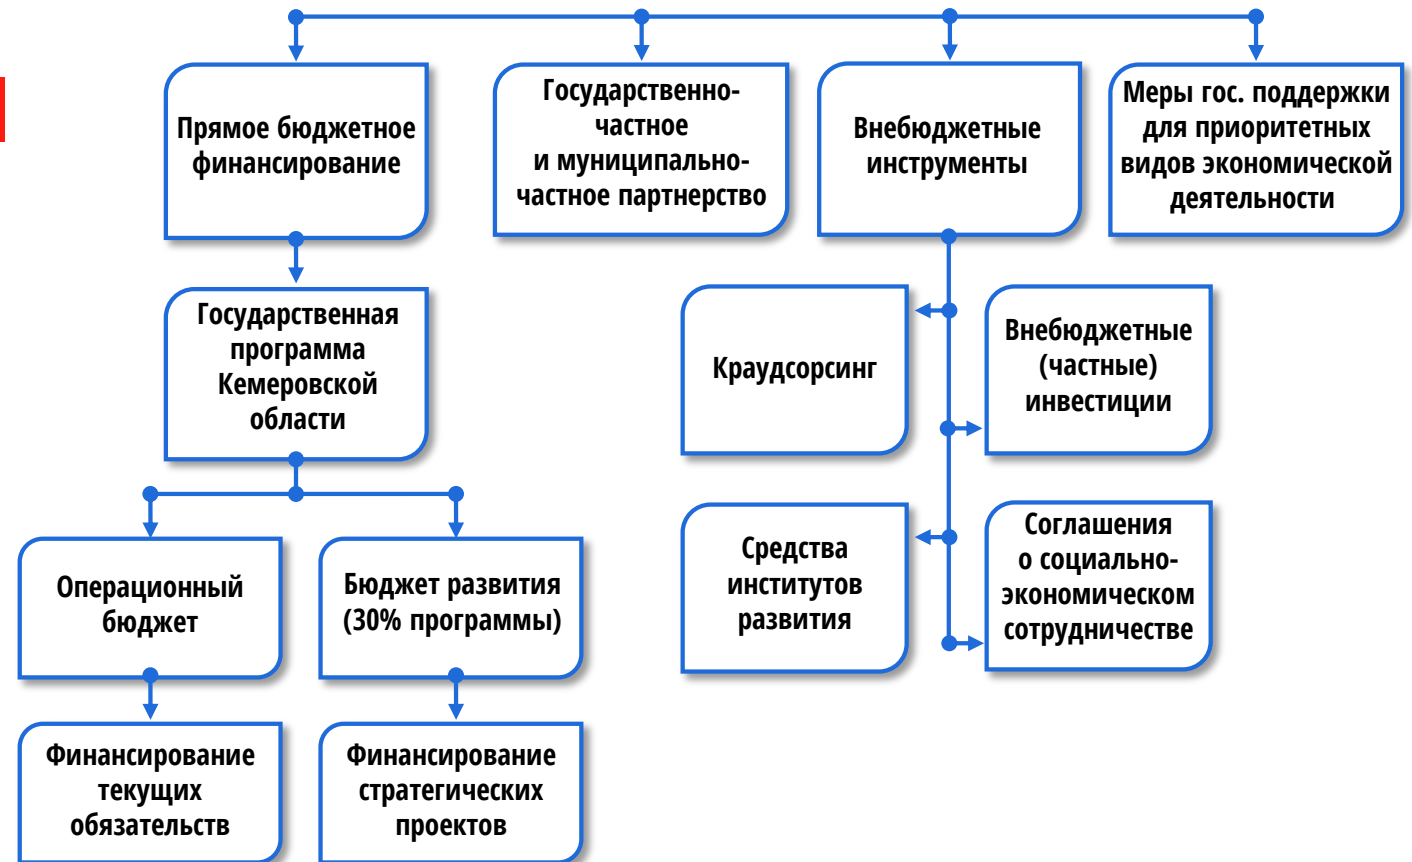 Прямое бюджетное
финансирование
Государственно-
частное
и муниципально-
частное партнерство
Внебюджетные
инструменты
Меры гос. поддержки
для приоритетных
видов экономической
деятельности
Государственная
программа
Кемеровской
области
Краудсорсинг
Внебюджетные
(частные)
инвестиции
Операционный
бюджет
Бюджет развития
(30% программы)
Средства
институтов
развития
Соглашения
о социально-
экономическом
сотрудничестве
Финансирование
текущих
обязательств
Финансирование
стратегических
проектов